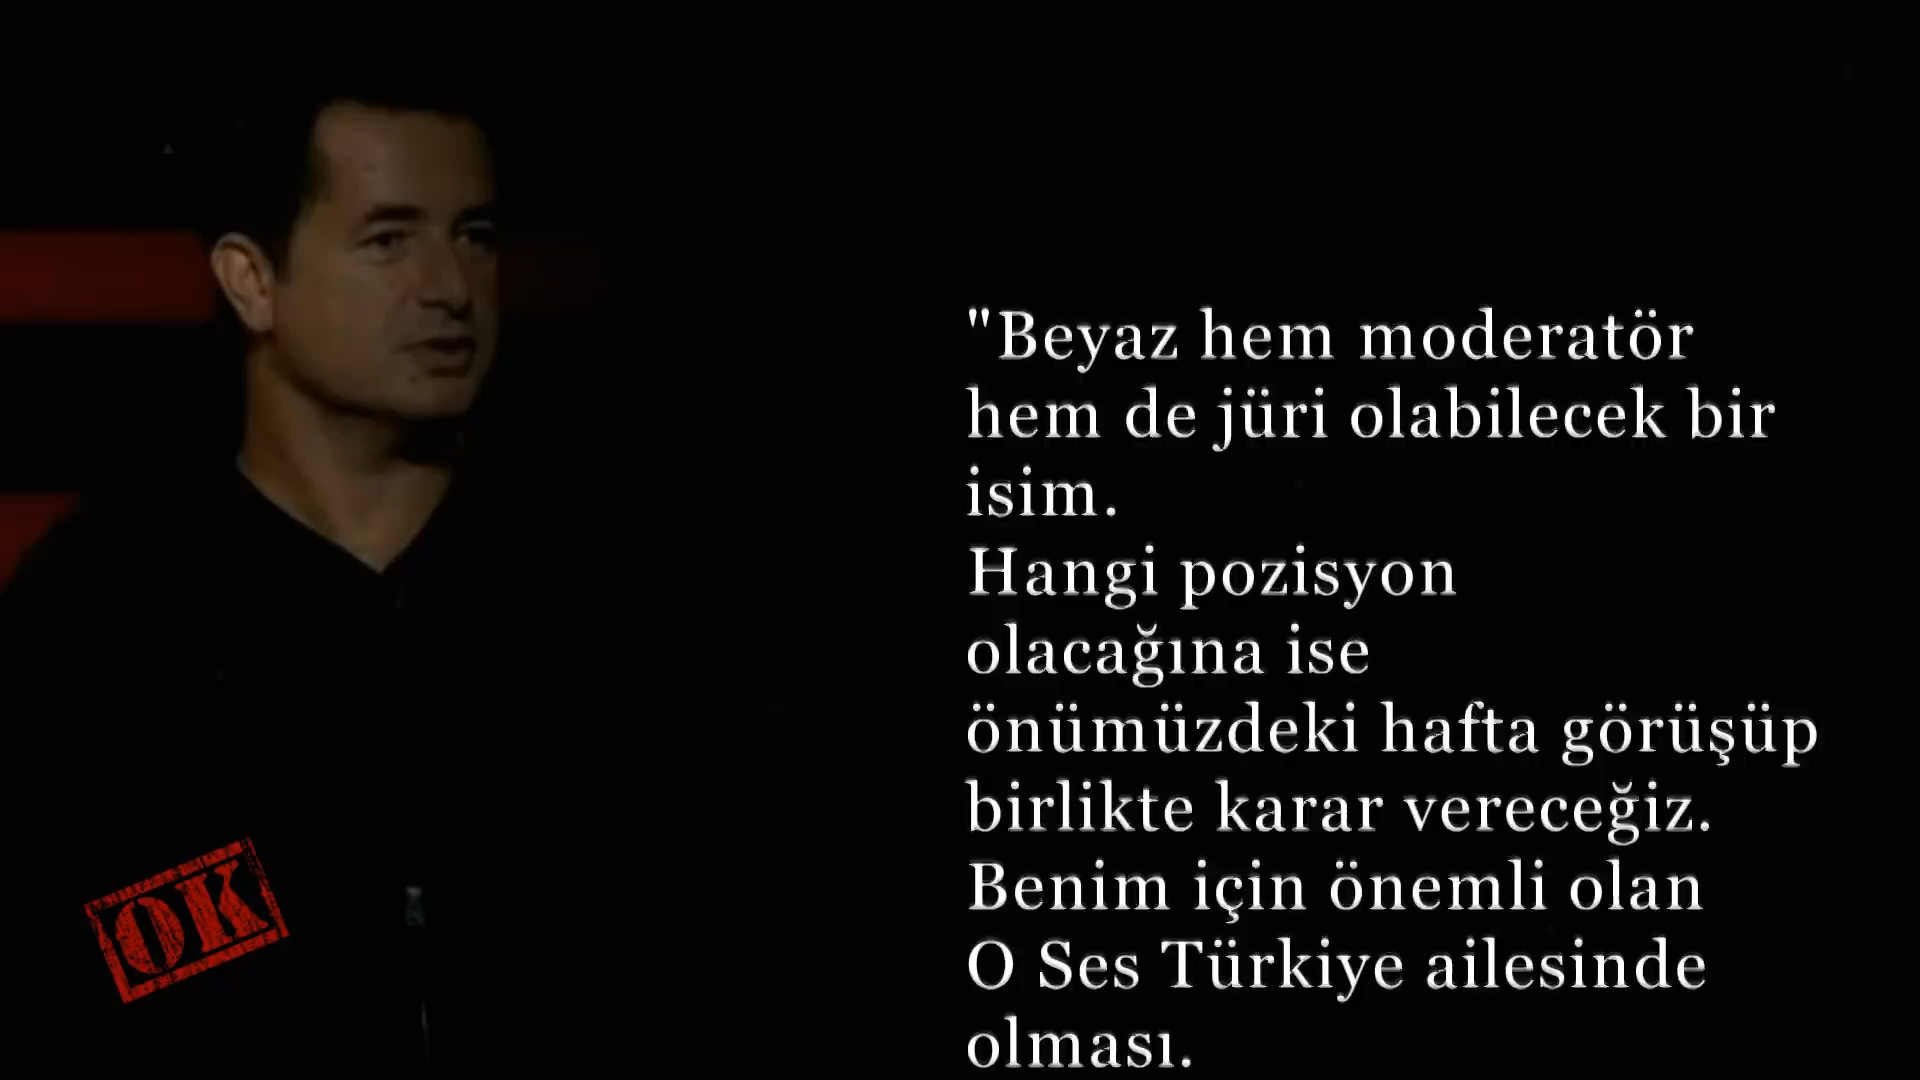 "Beyaz hem moderatör
hem de jüri olabilecek bir
isim.
Hangi pozisyon
olacağına ise
önümüzdeki hafta görüşüp
birlikte karar vereceğiz.
Benim için önemli olan
O Ses Türkiye ailesinde
olması.
OK